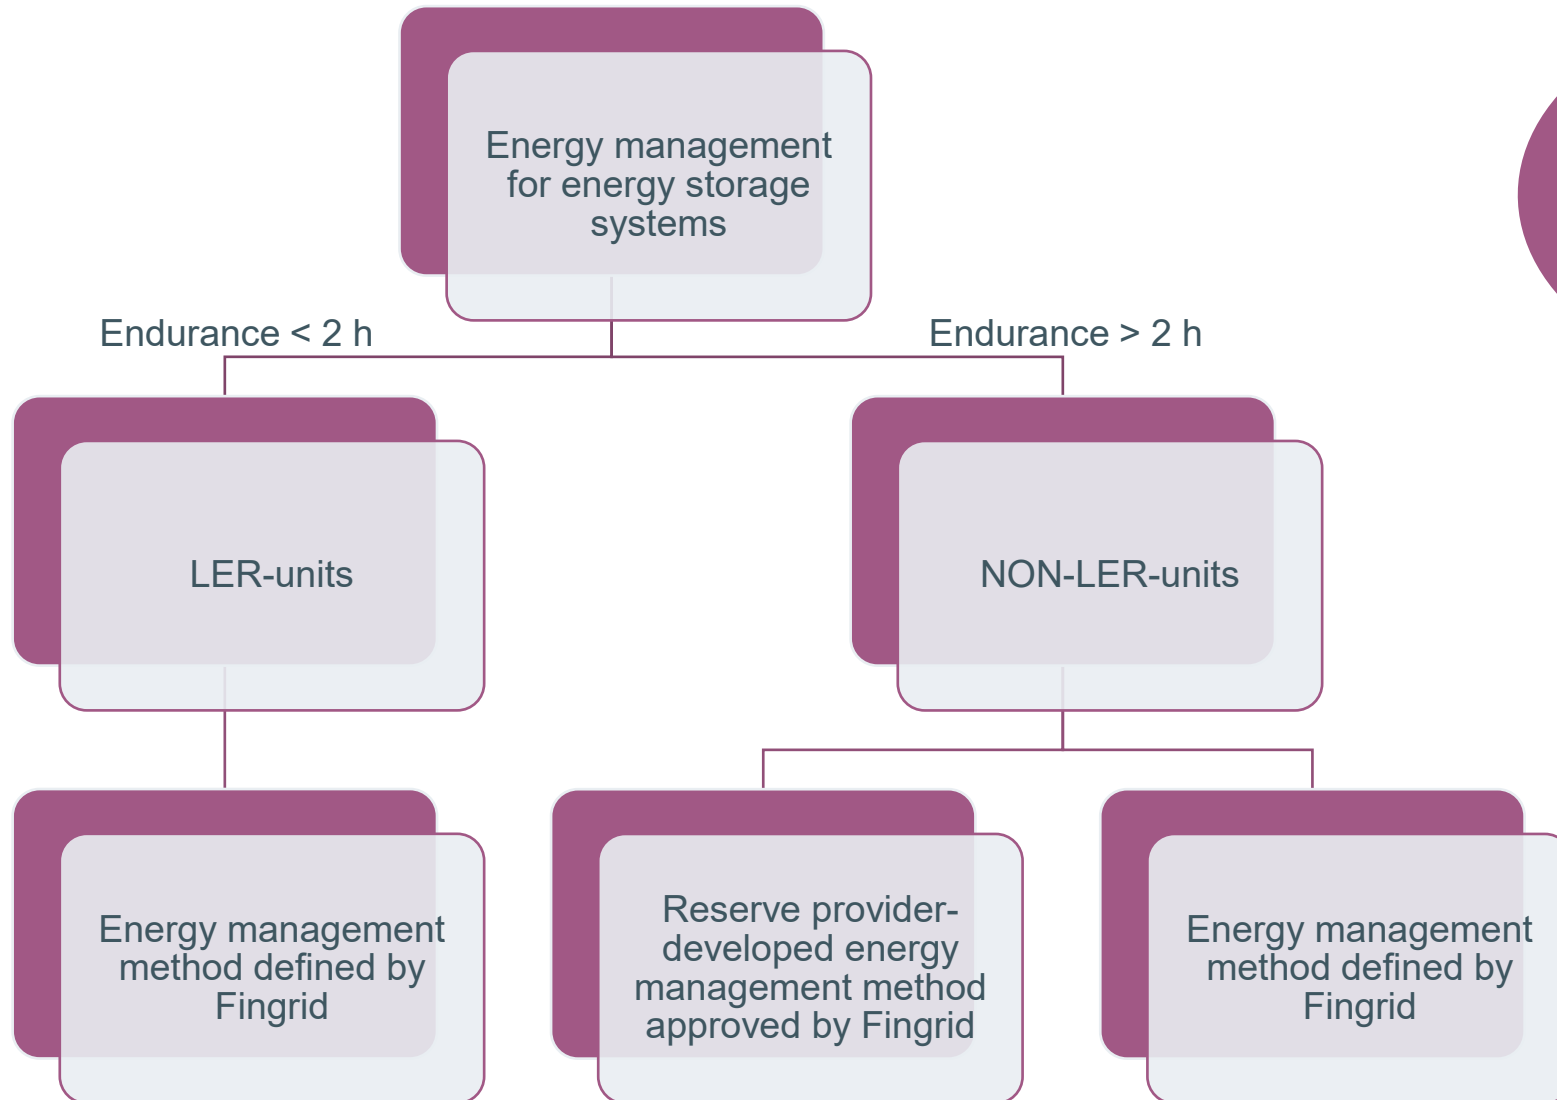 Energy management
for energy storage
systems
Endurance < 2 h
Endurance > 2 h
LER-units
NON-LER-units
Energy management
method defined by
Fingrid
Reserve provider-
developed energy
management method
approved by Fingrid
Energy management
method defined by
Fingrid